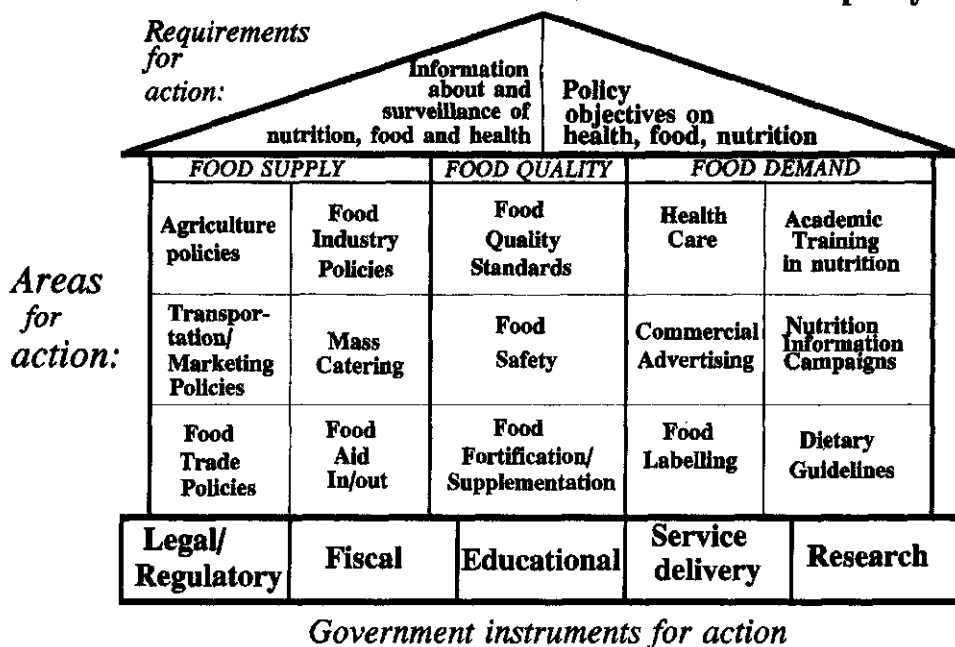 Requirements
for
action:
Information
about and
surveillance of
nutrition, food and health
Policy
objectives on
health, food, nutrition
FOOD SUPPLY
FOOD QUALITY
FOOD DEMAND
Agriculture
policies
Food
Industry
Policies
Food
Quality
Standards
Health
Care
Academic
Training
in nutrition
Areas
for
action:
Transpor-
tation/
Marketing
Policies
Mass
Catering
Food
Safety
Commercial
Advertising
Nutrition
Information
Campaigns
Food
Trade
Policies
Food
Aid
In/out
Food
Fortification/
Supplementation
Food
Labelling
Dietary
Guidelines
Legal/
Regulatory
Fiscal
Educational
Service
delivery
Research
Government instruments for action